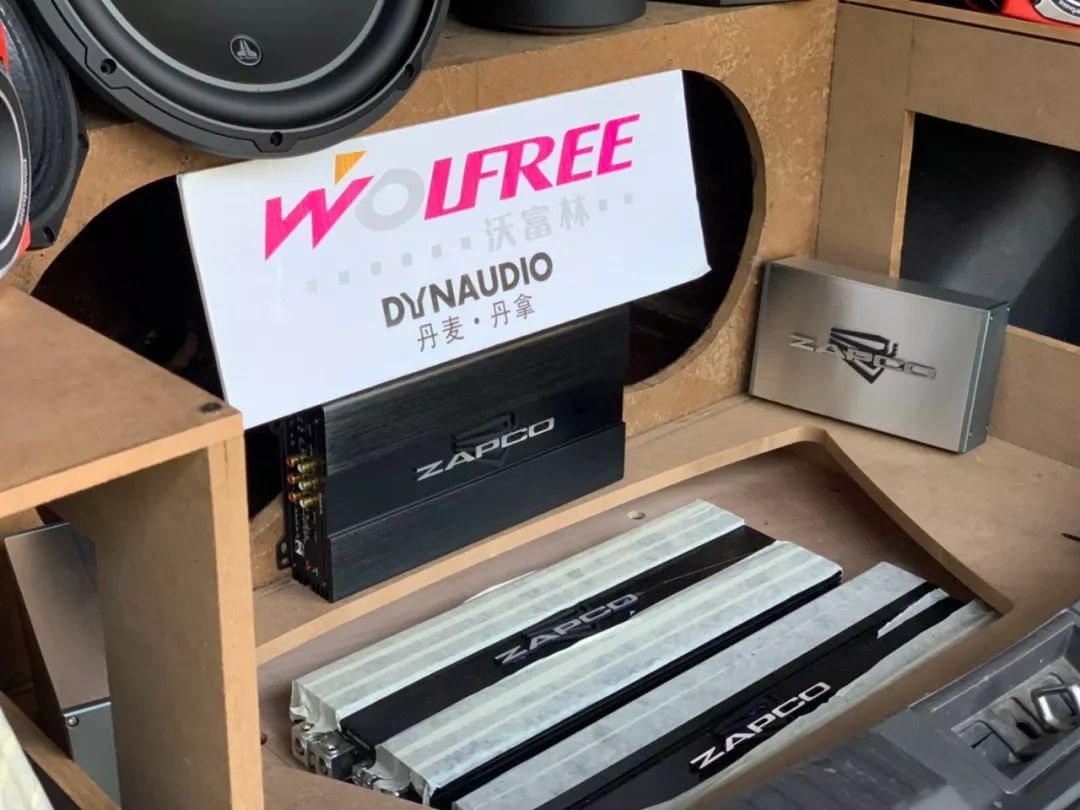 WOLFREE
沃富林
DYNAUDIO
丹麦·丹拿
ZAPCO
ZAPCO
ZAPCO
ZAPCO